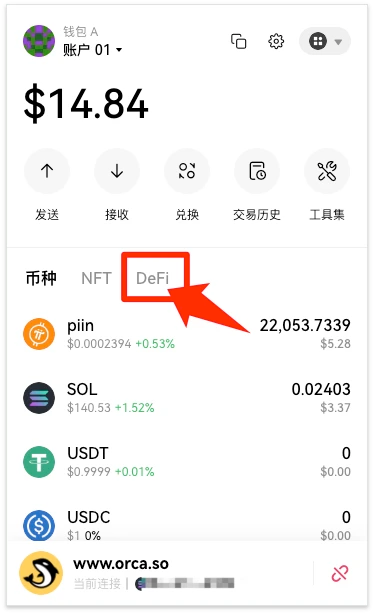 钱包 A
账户 01
$14.84
发送 接收 兑换 交易历史 工具集
币种 NFT DeFi
piin 22,053.7339
$0.0002394 +0.53% $5.28
SOL 0.02403
$140.53 +1.52% $3.37
USDT 0
$0.9999 +0.01% $0.00
USDC 0
$1 0% $0.00
www.orca.so
当前连接 |